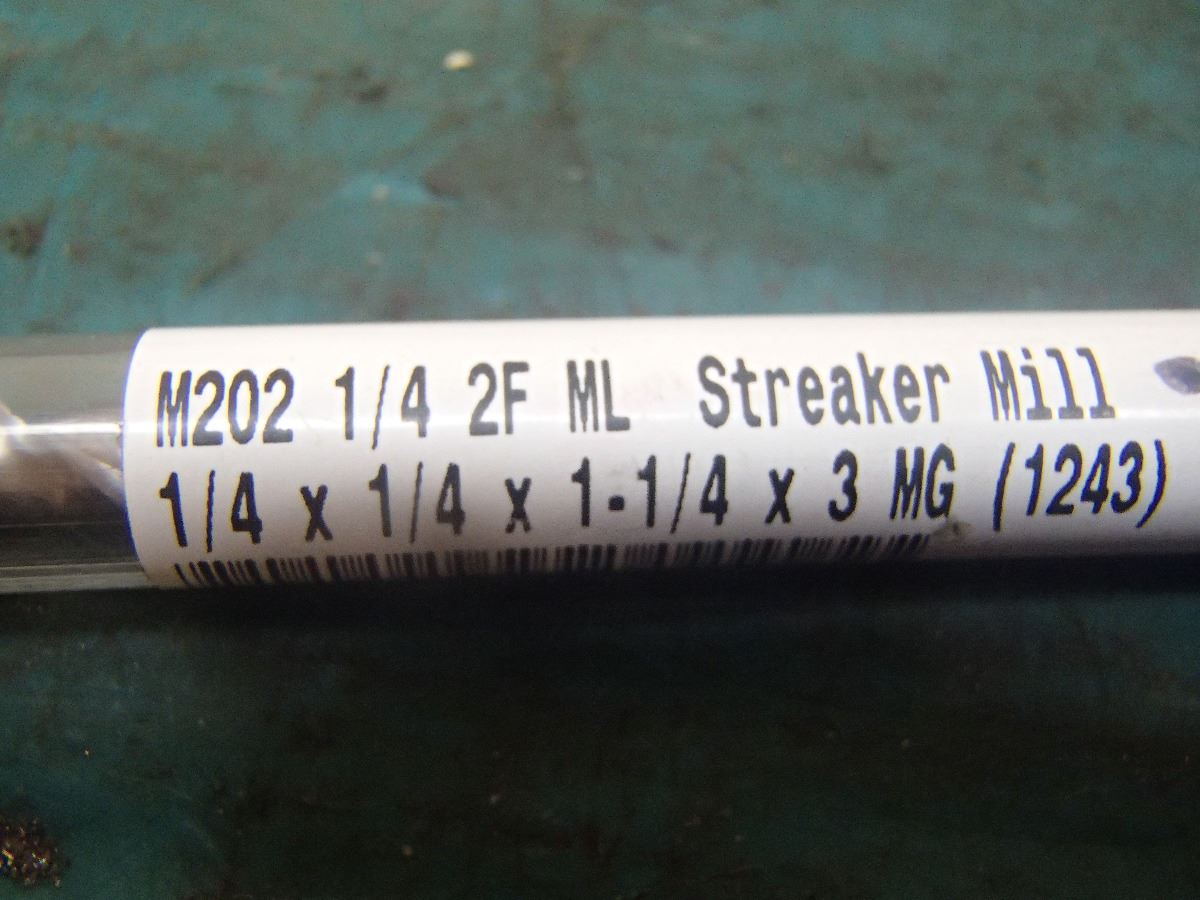 M202 1/4 2F ML Streaker Mill
1/4 x 1/4 x 1-1/4 x 3 MG (1243)